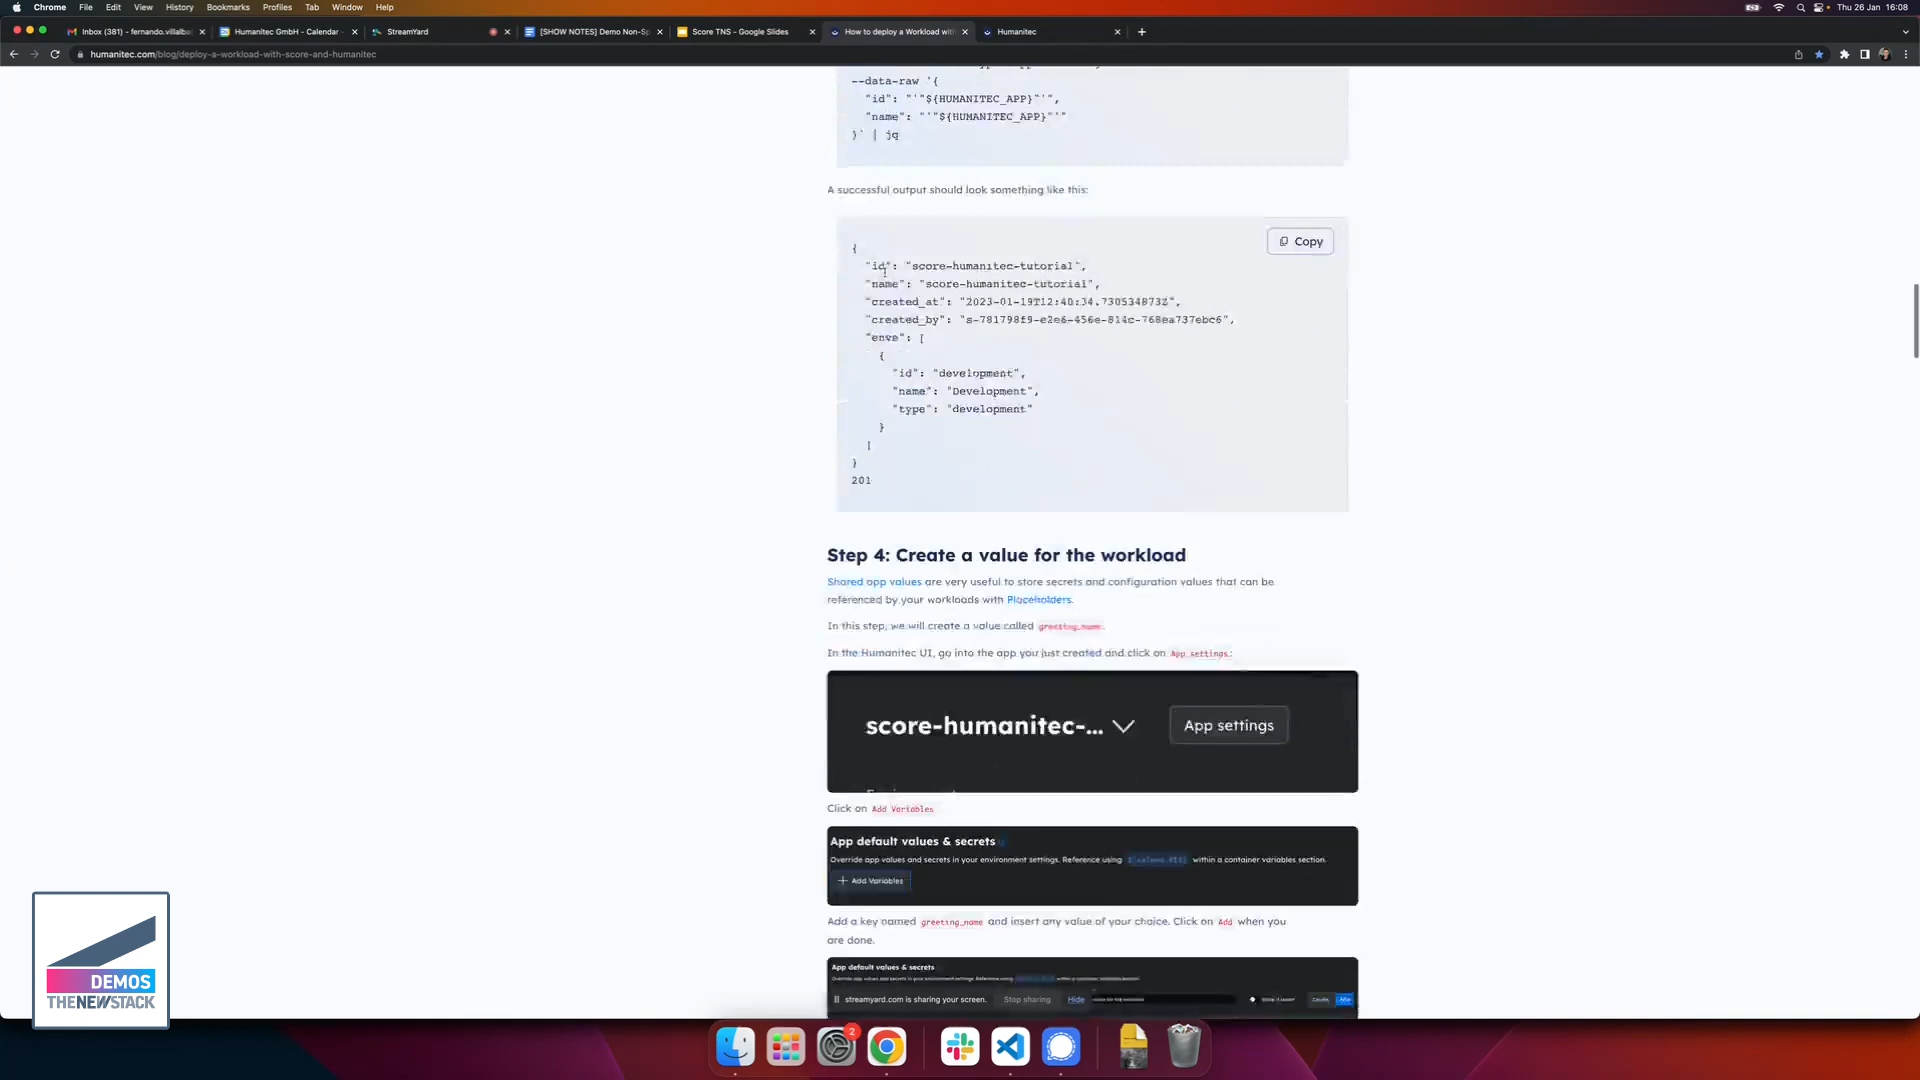 Chrome File Edit View History Bookmarks Profiles Tab Window Help
Thu 26 Jan 16:08
Inbox (381) - fernando.villalba
Humanitec GmbH - Calendar
StreamYard
[SHOW NOTES] Demo Non-Sp
Score TNS - Google Slides
How to deploy a Workload with
Humanitec
humanitec.com/blog/deploy-a-workload-with-score-and-humanitec
--data-raw '{
"id": "'"${HUMANITEC_APP}"'",
"name": "'"${HUMANITEC_APP}"'"
}' | jq
A successful output should look something like this:
Copy
{
"id": "score-humanitec-tutorial",
"name": "score-humanitec-tutorial",
"created_at": "2023-01-19T12:40:34.730534873Z",
"created_by": "s-781798f9-e2e6-456e-814c-768ea737ebc6",
"envs": [
{
"id": "development",
"name": "Development",
"type": "development"
}
]
}
201
Step 4: Create a value for the workload
Shared app values are very useful to store secrets and configuration values that can be
referenced by your workloads with Placeholders.
In this step, we will create a value called greeting_name.
In the Humanitec UI, go into the app you just created and click on App settings:
score-humanitec-...
App settings
Click on Add Variables
App default values & secrets
Override app values and secrets in your environment settings. Reference using within a container variables section.
+ Add Variables
Add a key named greeting_name and insert any value of your choice. Click on Add when you
are done.
App default values & secrets
streamyard.com is sharing your screen.
Stop sharing
Hide
Add
DEMOS
THENEWSTACK
2